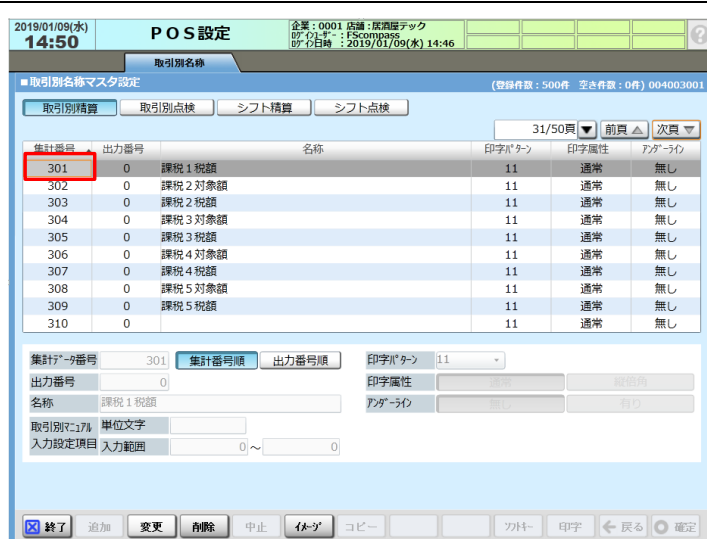 2019/01/09(水)
14:50
ＰＯＳ設定
企業：0001 店舗：居酒屋テック
ﾛｸﾞｲﾝﾕｰｻﾞｰ：FScompass
ﾛｸﾞｲﾝ日時 ：2019/01/09(水) 14:46
?
取引別名称
■取引別名称マスタ設定
(登録件数：500件 空き件数：0件) 004003001
取引別精算 取引別点検 シフト精算 シフト点検
31/50頁 ▼ 前頁 △ 次頁 ▽
集計番号 ▲ 出力番号 名称 印字ﾊﾟﾀｰﾝ 印字属性 ｱﾝﾀﾞｰﾗｲﾝ
301 0 課税１税額 11 通常 無し
302 0 課税２対象額 11 通常 無し
303 0 課税２税額 11 通常 無し
304 0 課税３対象額 11 通常 無し
305 0 課税３税額 11 通常 無し
306 0 課税４対象額 11 通常 無し
307 0 課税４税額 11 通常 無し
308 0 課税５対象額 11 通常 無し
309 0 課税５税額 11 通常 無し
310 0 11 通常 無し
集計ﾃﾞｰﾀ番号 301 集計番号順 出力番号順 印字ﾊﾟﾀｰﾝ 11
出力番号 0 印字属性 通常 縦倍角
名称 課税１税額 ｱﾝﾀﾞｰﾗｲﾝ 無し 有り
取引別ﾏﾆｭｱﾙ 単位文字
入力設定項目 入力範囲 0 ～ 0
終了 追加 変更 削除 中止 ｲﾒｰｼﾞ コピー ｿﾌﾄｷｰ 印字 戻る 確定